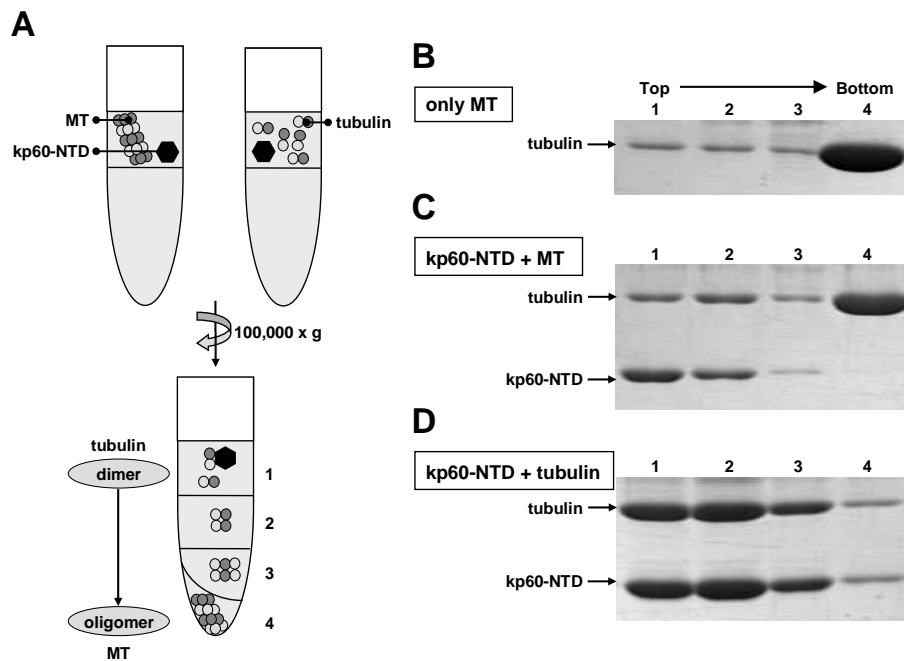 A
MT
kp60-NTD
tubulin
100,000 x g
tubulin
dimer
oligomer
MT
1
2
3
4
B
only MT
Top
Bottom
1 2 3 4
tubulin
C
kp60-NTD + MT
1 2 3 4
tubulin
kp60-NTD
D
kp60-NTD + tubulin
1 2 3 4
tubulin
kp60-NTD